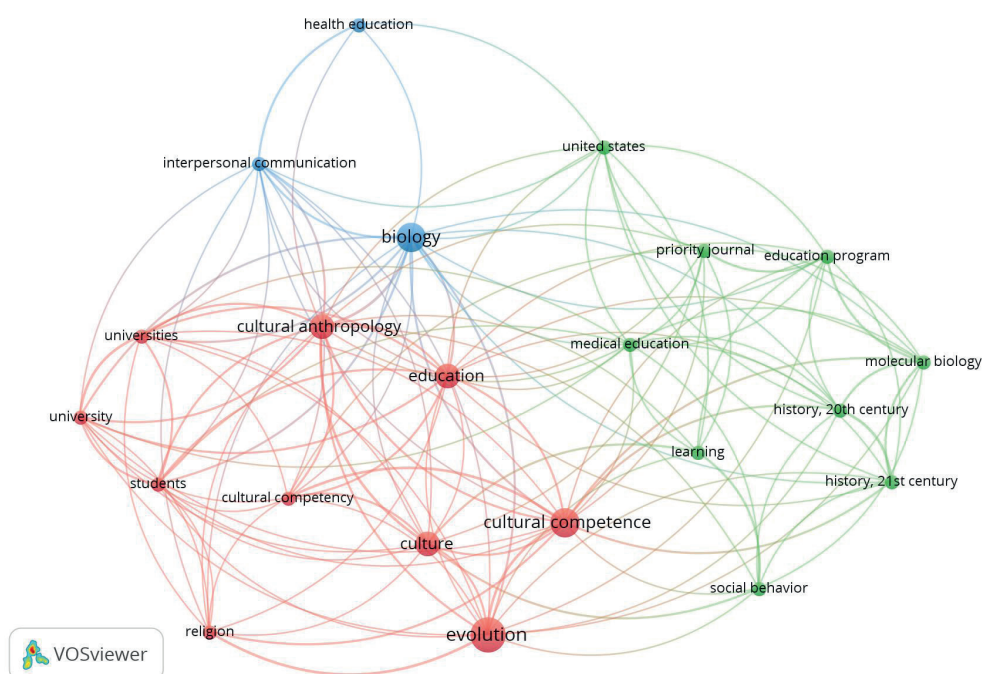 health education
united states
interpersonal communication
biology
priority journal
education program
cultural anthropology
universities
medical education
molecular biology
education
history, 20th century
university
learning
students
history, 21st century
cultural competency
cultural competence
culture
social behavior
religion
evolution
VOSviewer